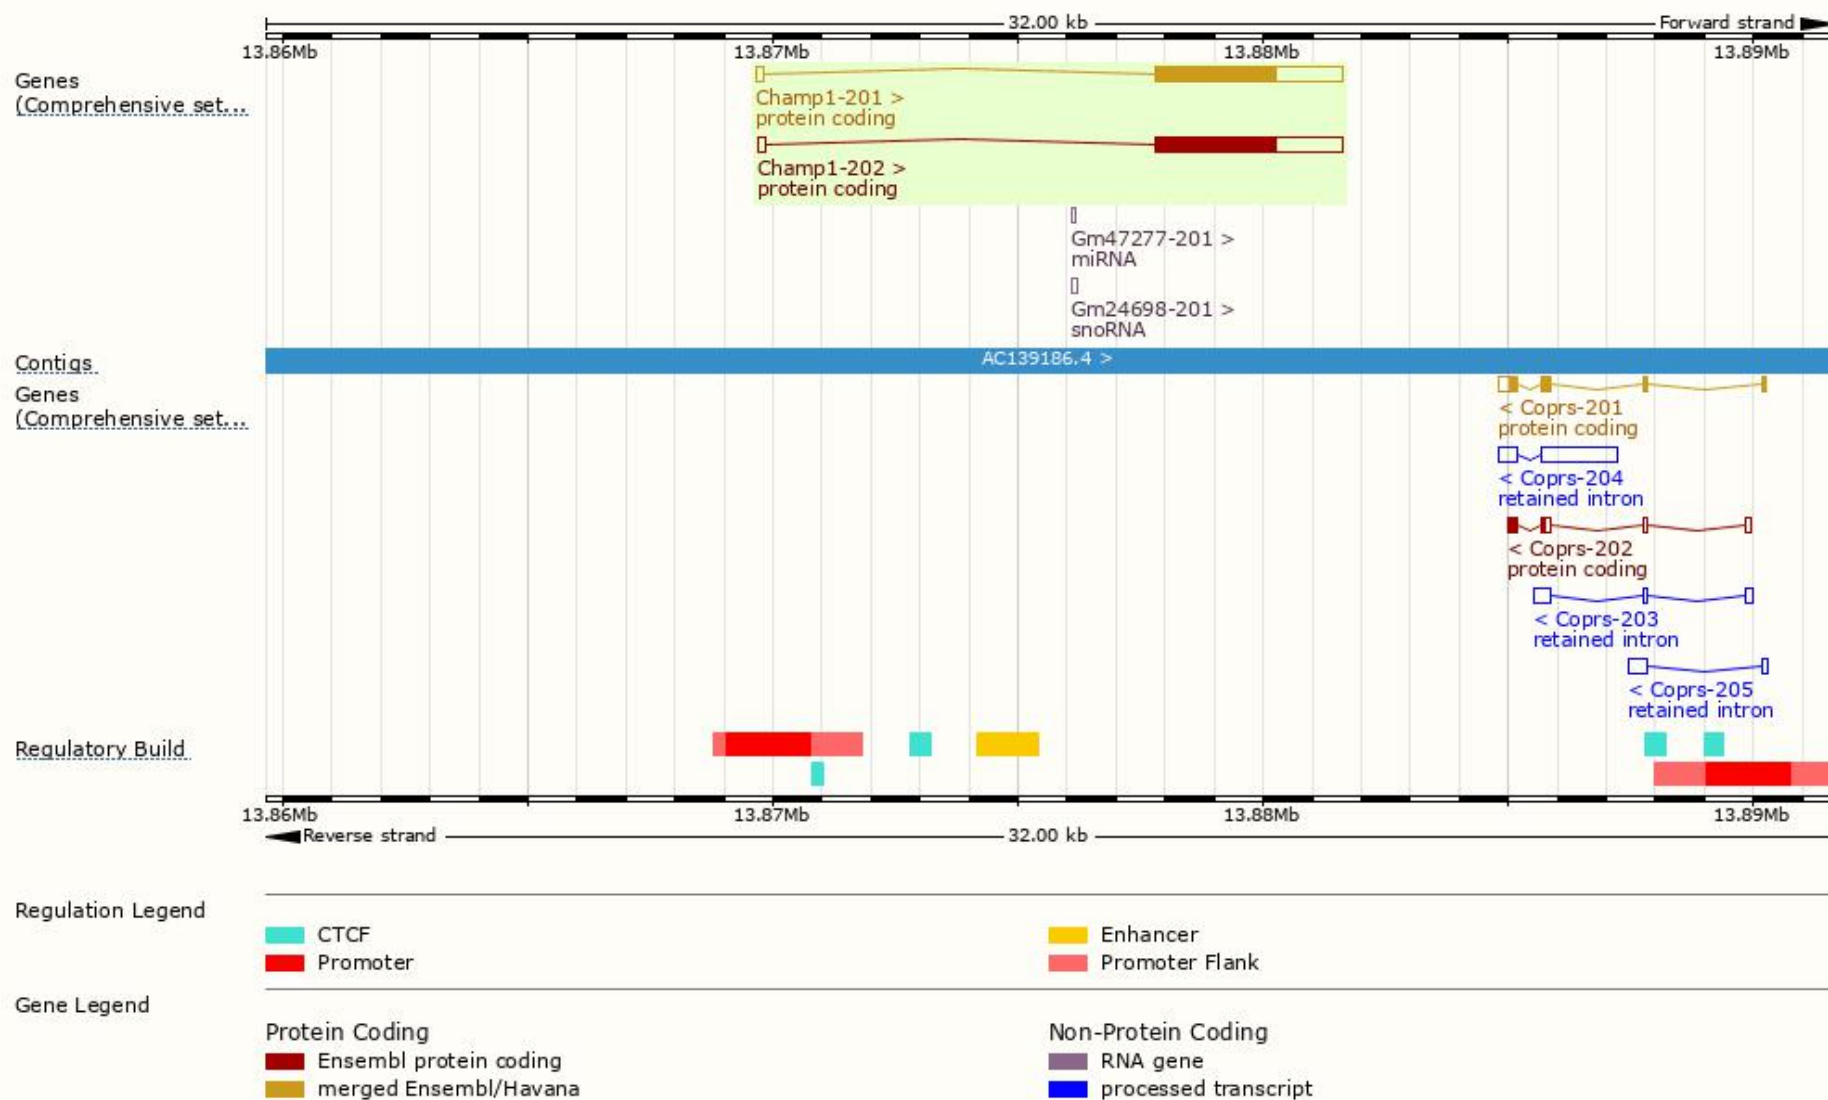 32.00 kb
Forward strand
13.86Mb 13.87Mb 13.88Mb 13.89Mb
Genes
(Comprehensive set...
Champ1-201 >
protein coding
Champ1-202 >
protein coding
Gm47277-201 >
miRNA
Gm24698-201 >
snoRNA
Contigs
AC139186.4 >
Genes
(Comprehensive set...
< Coprs-201
protein coding
< Coprs-204
retained intron
< Coprs-202
protein coding
< Coprs-203
retained intron
< Coprs-205
retained intron
Regulatory Build
13.86Mb 13.87Mb 13.88Mb 13.89Mb
Reverse strand
32.00 kb
Regulation Legend
CTCF
Enhancer
Promoter
Promoter Flank
Gene Legend
Protein Coding
Non-Protein Coding
Ensembl protein coding
RNA gene
merged Ensembl/Havana
processed transcript